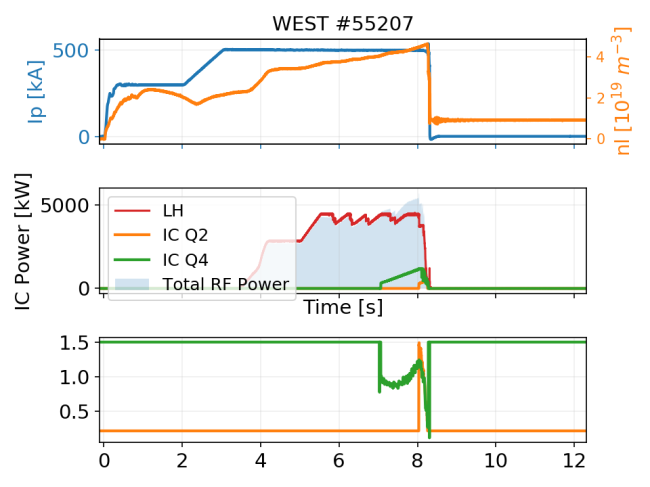 WEST #55207
Ip [kA]
500
0
nl [10^19 m^-3]
4
2
0
IC Power [kW]
5000
0
LH
IC Q2
IC Q4
Total RF Power
Time [s]
1.5
1.0
0.5
0 2 4 6 8 10 12